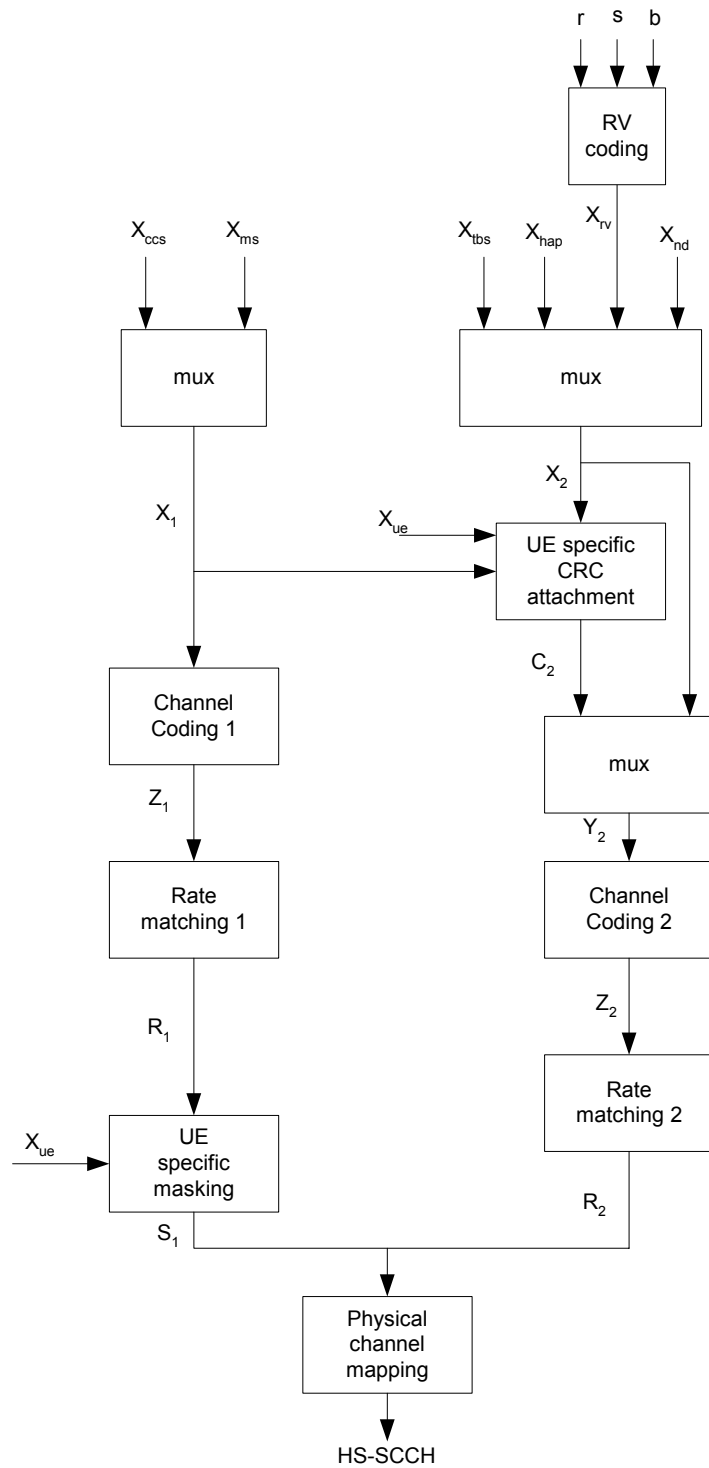 r s b
RV
coding
X_rv
X_ccs X_ms X_tbs X_hap X_nd
mux mux
X_1 X_2
X_ue
UE specific
CRC
attachment
C_2
Channel
Coding 1
mux
Z_1
Y_2
Rate
matching 1
Channel
Coding 2
Z_2
R_1
Rate
matching 2
X_ue
UE
specific
masking
R_2
S_1
Physical
channel
mapping
HS-SCCH